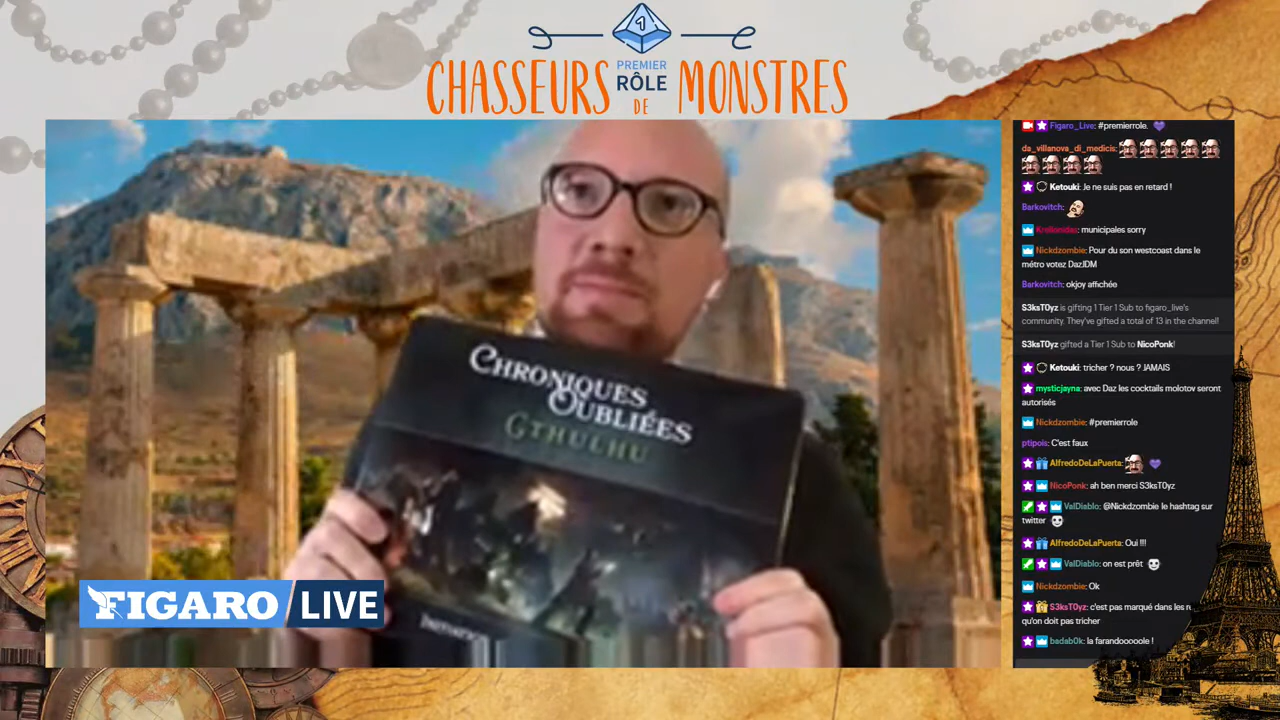 1
PREMIER
CHASSEURS RÔLE MONSTRES
DE
CHRONIQUES
OUBLIÉES
CTHULHU
FIGARO LIVE
Figaro_Live: #premierrole.
da_villanova_di_medicis:
Ketouki: Je ne suis pas en retard !
Barkovitch:
municipales sorry
Nickdzombie: Pour du son westcoast dans le
métro votez DazJDM
Barkovitch: okjoy affichée
S3ksT0yz is gifting 1 Tier 1 Sub to figaro_live's
community. They've gifted a total of 13 in the channel!
S3ksT0yz gifted a Tier 1 Sub to NicoPonk!
Ketouki: tricher ? nous ? JAMAIS
mysticjayna: avec Daz les cocktails molotov seront
autorisés
Nickdzombie: #premierrole
ptipois: C'est faux
AlfredoDeLaPuerta:
NicoPonk: ah ben merci S3ksT0yz
ValDiablo: @Nickdzombie le hashtag sur
twitter
AlfredoDeLaPuerta: Oui !!!
ValDiablo: on est prêt
Nickdzombie: Ok
S3ksT0yz: c'est pas marqué dans les
qu'on doit pas tricher
badab0k: la farandooooole !